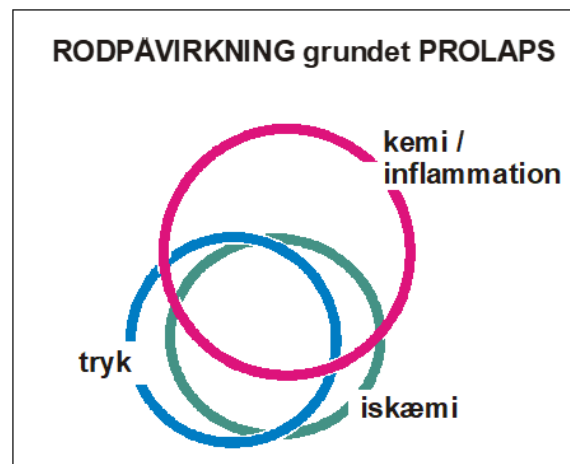 RODPÅVIRKNING grundet PROLAPS
kemi /
inflammation
tryk
iskæmi